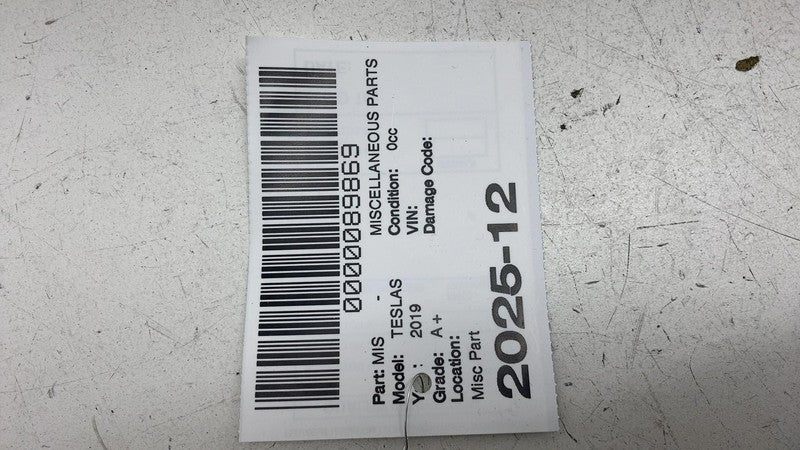 0000089869
Part: MIS - MISCELLANEOUS PARTS
Model: TESLAS Condition: 0cc
Y : 2019 VIN:
Grade: A+ Damage Code:
Location:
Misc Part
2025-12